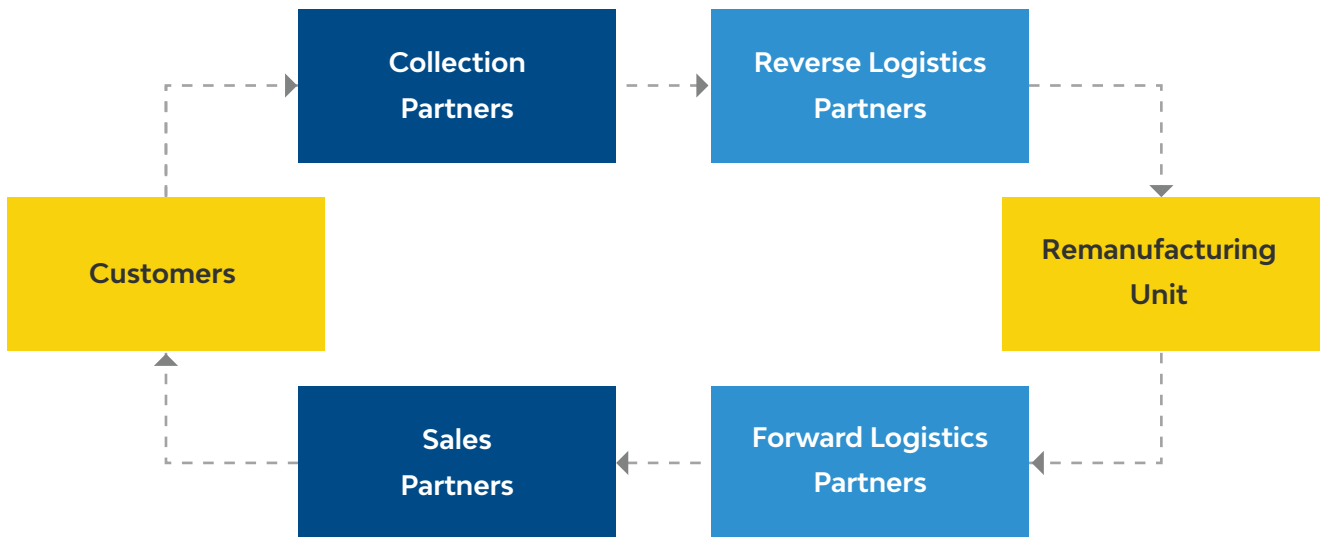 Collection
Partners
Reverse Logistics
Partners
Customers
Remanufacturing
Unit
Sales
Partners
Forward Logistics
Partners